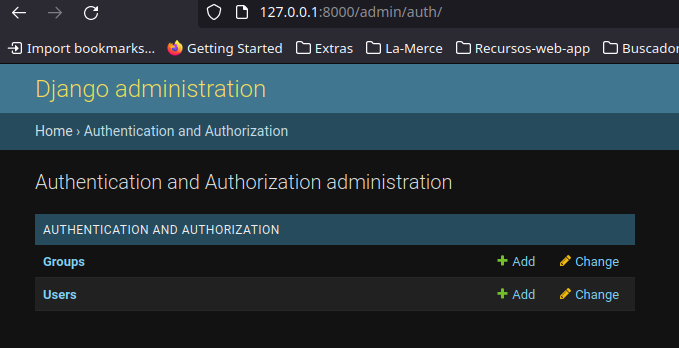 127.0.0.1:8000/admin/auth/
Import bookmarks... Getting Started Extras La-Merce Recursos-web-app Buscador
Django administration
Home › Authentication and Authorization
Authentication and Authorization administration
AUTHENTICATION AND AUTHORIZATION
Groups Add Change
Users Add Change